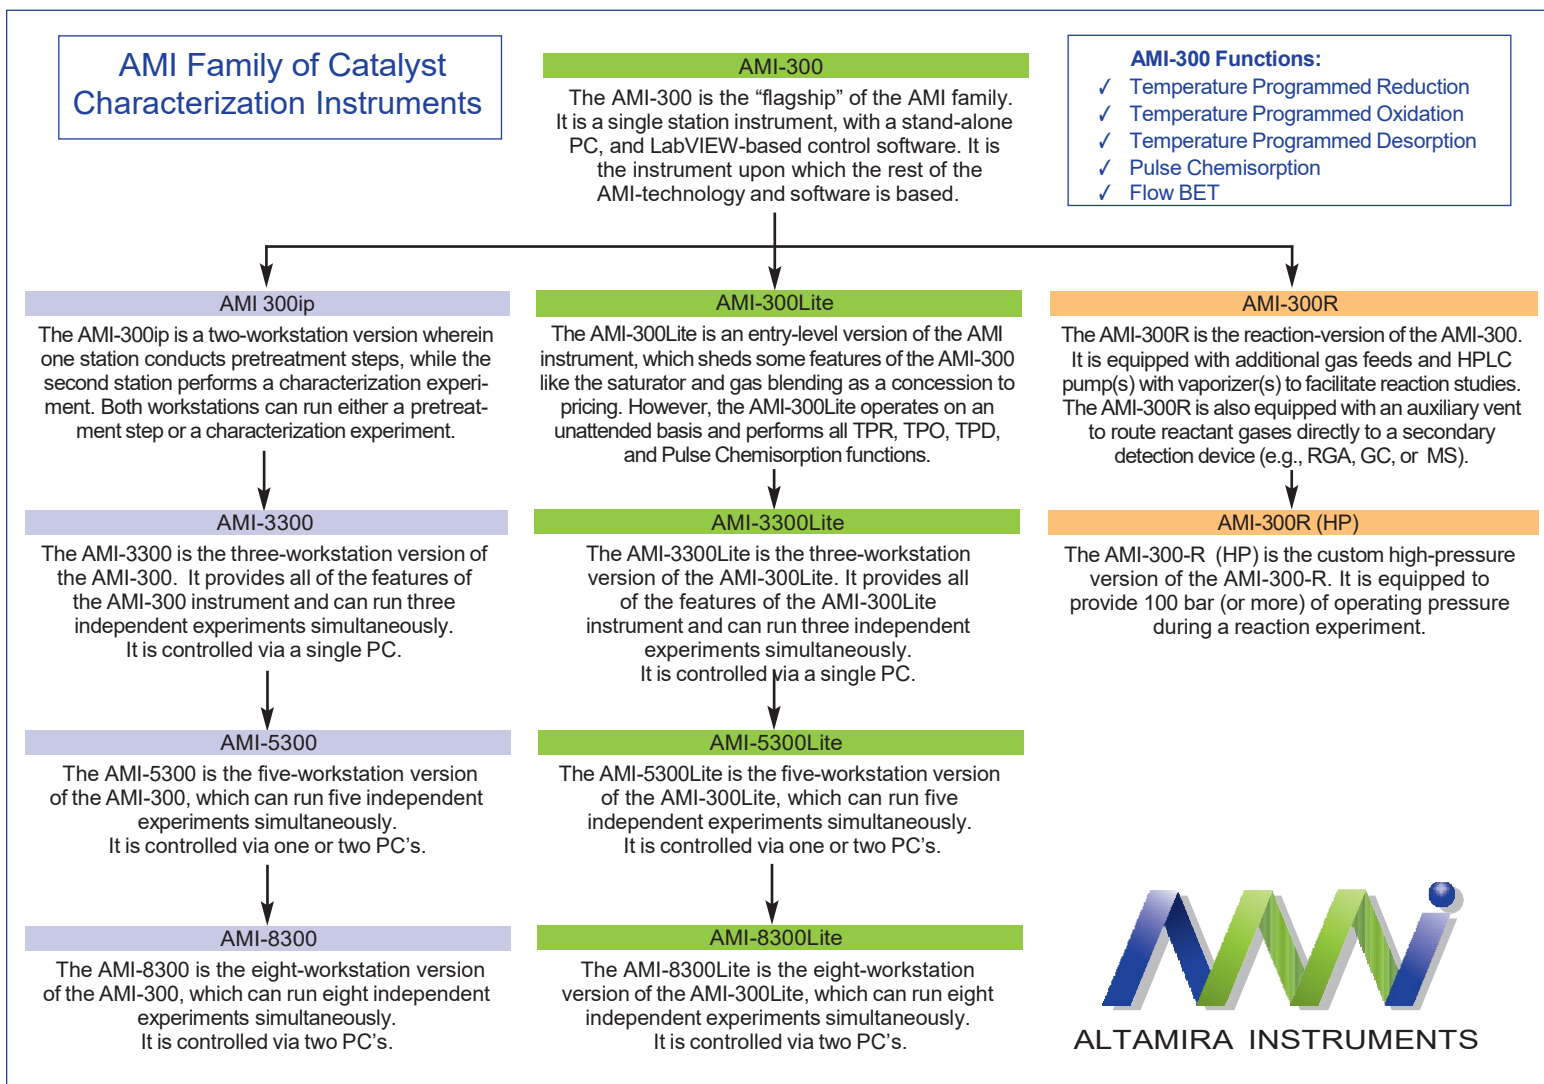 AMI Family of Catalyst
Characterization Instruments
AMI-300
The AMI-300 is the “flagship” of the AMI family.
It is a single station instrument, with a stand-alone
PC, and LabVIEW-based control software. It is
the instrument upon which the rest of the
AMI-technology and software is based.
AMI-300 Functions:
✓ Temperature Programmed Reduction
✓ Temperature Programmed Oxidation
✓ Temperature Programmed Desorption
✓ Pulse Chemisorption
✓ Flow BET
AMI 300ip
The AMI-300ip is a two-workstation version wherein
one station conducts pretreatment steps, while the
second station performs a characterization experi-
ment. Both workstations can run either a pretreat-
ment step or a characterization experiment.
AMI-3300
The AMI-3300 is the three-workstation version of
the AMI-300. It provides all of the features of
the AMI-300 instrument and can run three
independent experiments simultaneously.
It is controlled via a single PC.
AMI-5300
The AMI-5300 is the five-workstation version
of the AMI-300, which can run five independent
experiments simultaneously.
It is controlled via one or two PC’s.
AMI-8300
The AMI-8300 is the eight-workstation version
of the AMI-300, which can run eight independent
experiments simultaneously.
It is controlled via two PC’s.
AMI-300Lite
The AMI-300Lite is an entry-level version of the AMI
instrument, which sheds some features of the AMI-300
like the saturator and gas blending as a concession to
pricing. However, the AMI-300Lite operates on an
unattended basis and performs all TPR, TPO, TPD,
and Pulse Chemisorption functions.
AMI-3300Lite
The AMI-3300Lite is the three-workstation
version of the AMI-300Lite. It provides all
of the features of the AMI-300Lite
instrument and can run three independent
experiments simultaneously.
It is controlled via a single PC.
AMI-5300Lite
The AMI-5300Lite is the five-workstation version
of the AMI-300Lite, which can run five
independent experiments simultaneously.
It is controlled via one or two PC’s.
AMI-8300Lite
The AMI-8300Lite is the eight-workstation
version of the AMI-300Lite, which can run eight
independent experiments simultaneously.
It is controlled via two PC’s.
AMI-300R
The AMI-300R is the reaction-version of the AMI-300.
It is equipped with additional gas feeds and HPLC
pump(s) with vaporizer(s) to facilitate reaction studies.
The AMI-300R is also equipped with an auxiliary vent
to route reactant gases directly to a secondary
detection device (e.g., RGA, GC, or MS).
AMI-300R (HP)
The AMI-300-R (HP) is the custom high-pressure
version of the AMI-300-R. It is equipped to
provide 100 bar (or more) of operating pressure
during a reaction experiment.
AMi
ALTAMIRA INSTRUMENTS